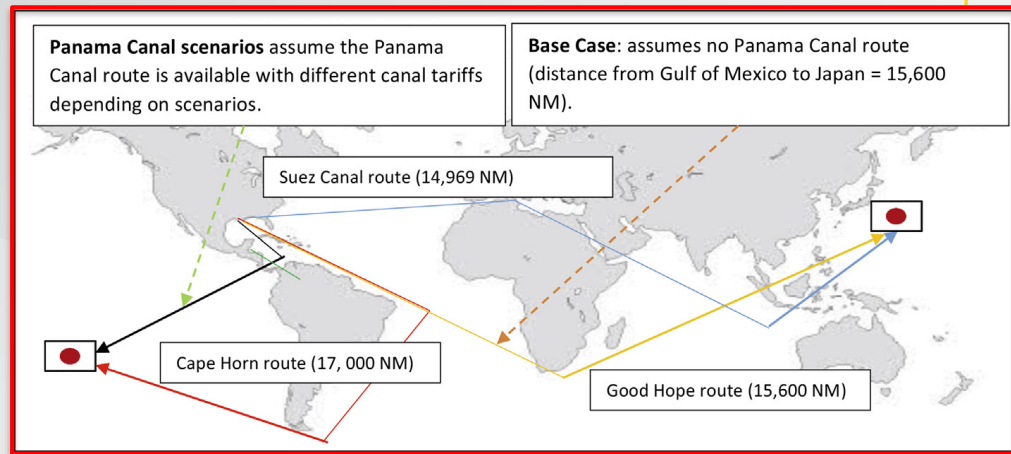 Panama Canal scenarios assume the Panama
Canal route is available with different canal tariffs
depending on scenarios.
Base Case: assumes no Panama Canal route
(distance from Gulf of Mexico to Japan = 15,600
NM).
Suez Canal route (14,969 NM)
Cape Horn route (17, 000 NM)
Good Hope route (15,600 NM)